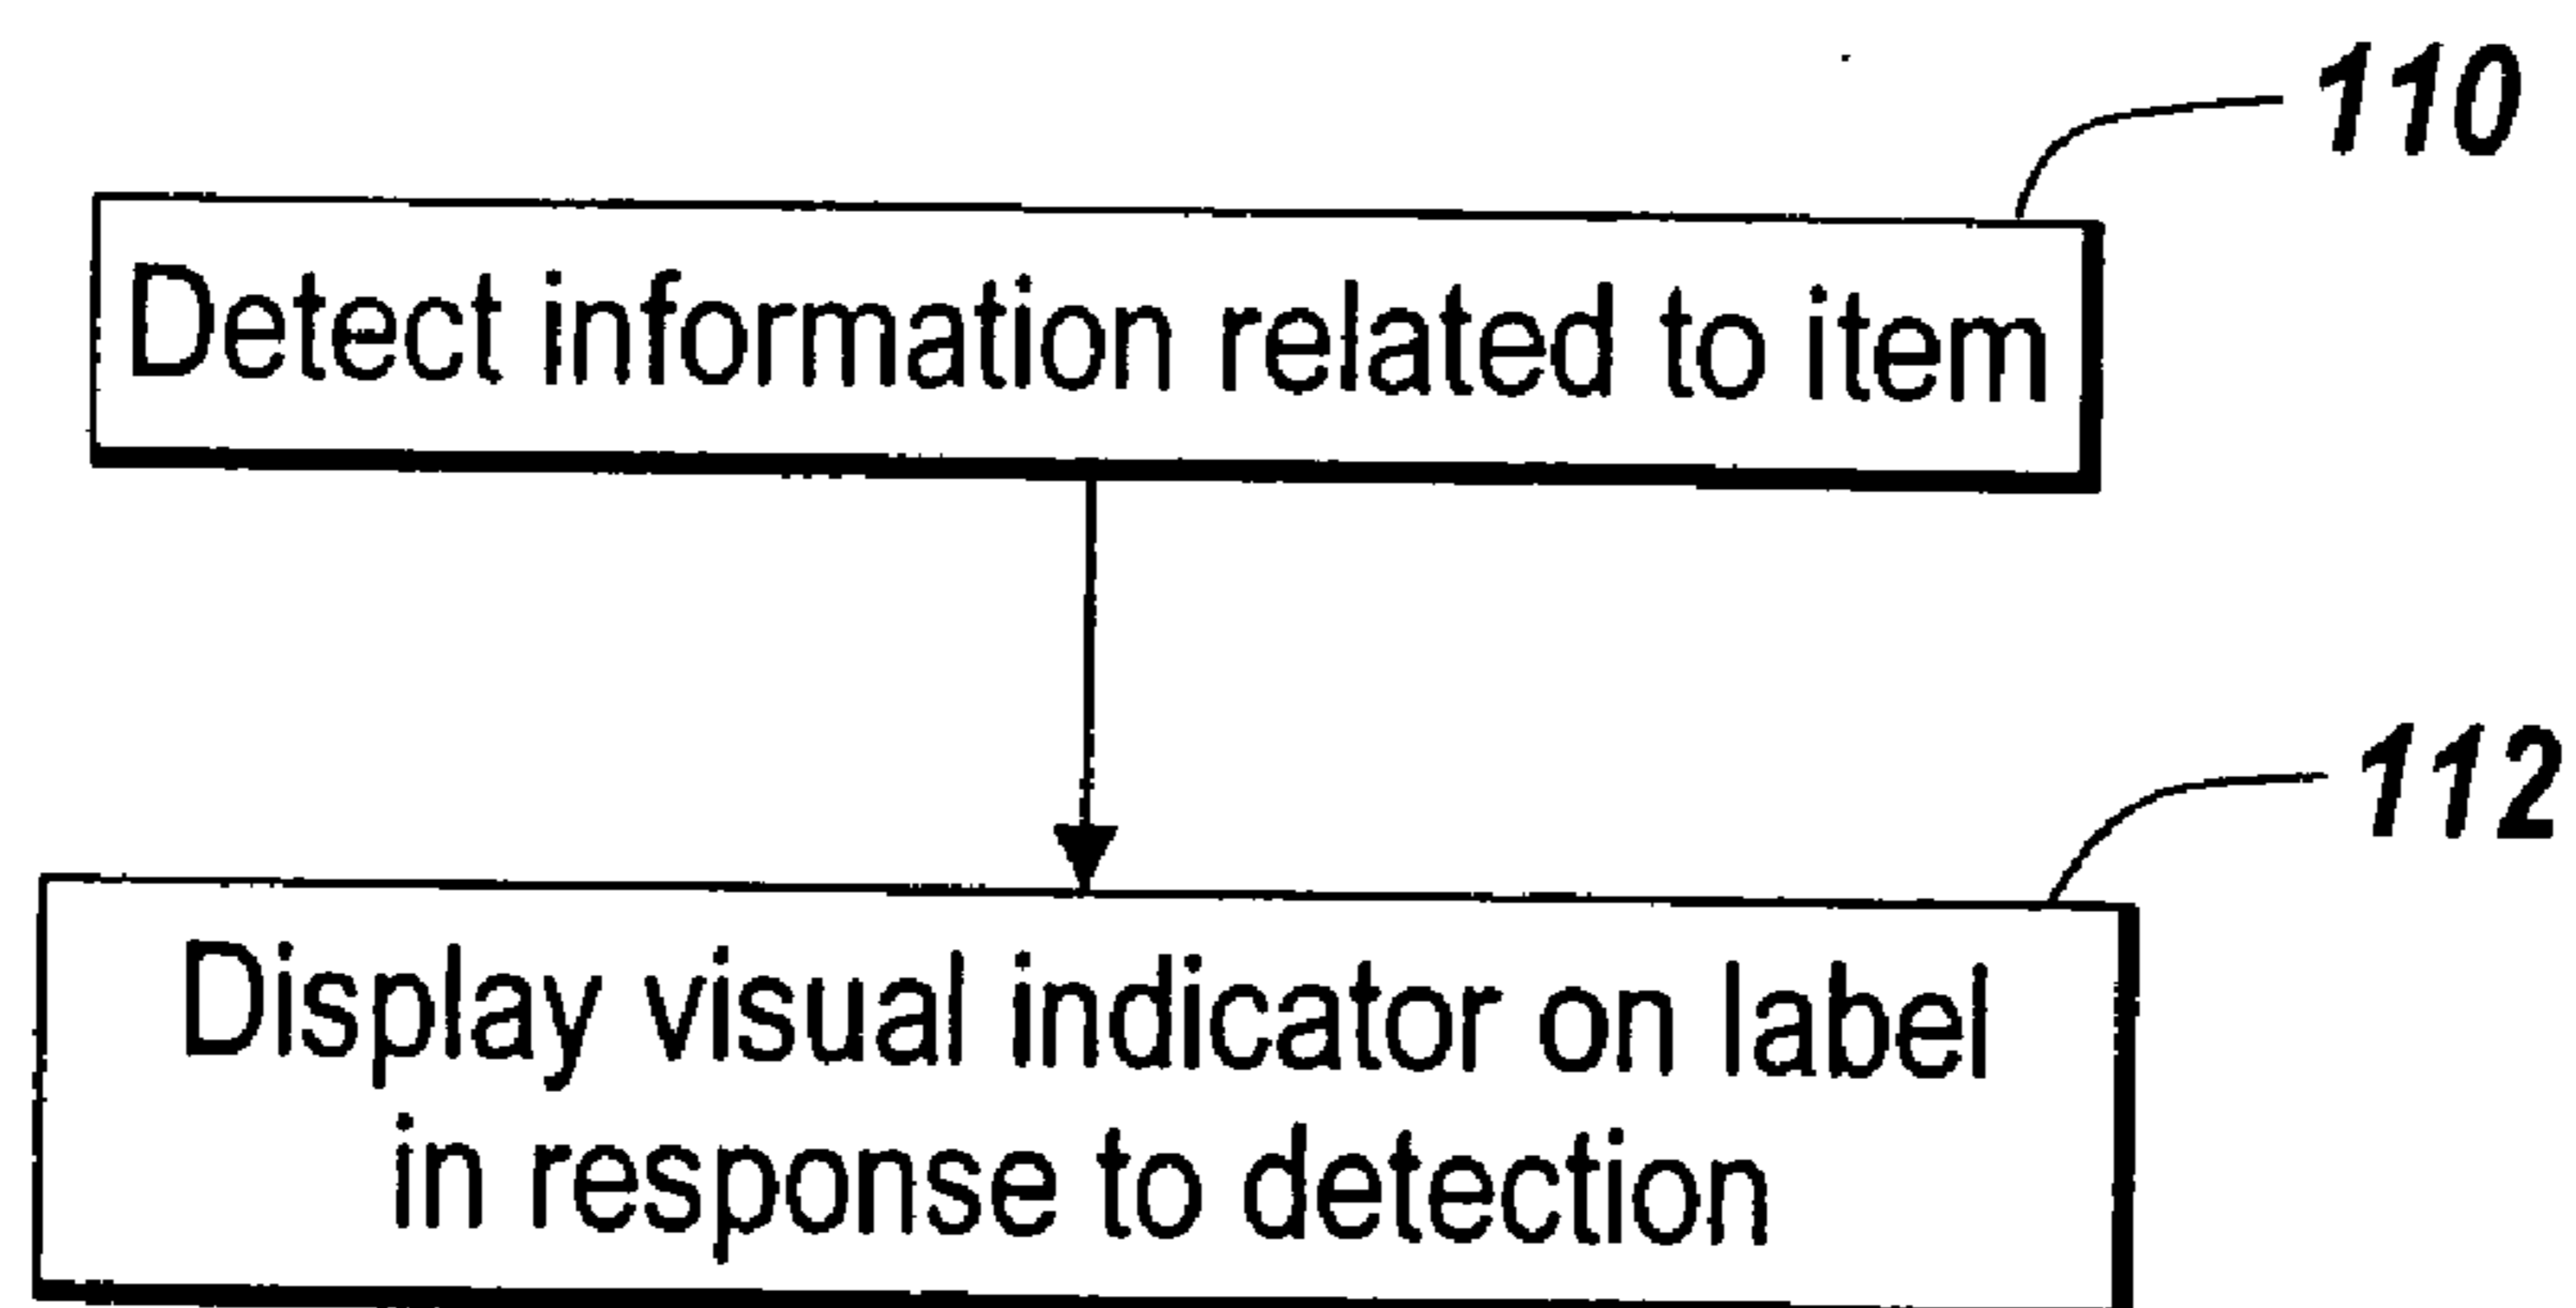 110
Detect information related to item
112
Display visual indicator on label
in response to detection